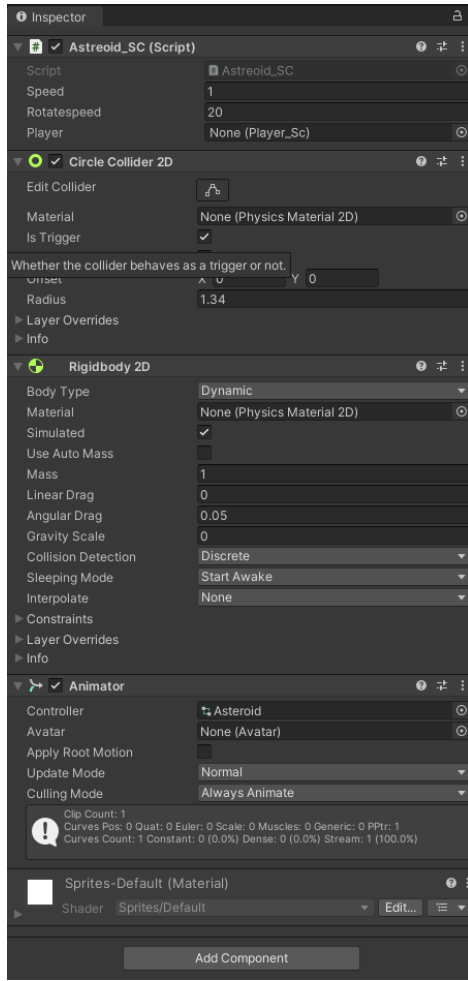 Inspector
Astreoid_SC (Script)
Script Astreoid_SC
Speed 1
Rotatespeed 20
Player None (Player_Sc)
Circle Collider 2D
Edit Collider
Material None (Physics Material 2D)
Is Trigger
Whether the collider behaves as a trigger or not.
Offset X 0 Y 0
Radius 1.34
Layer Overrides
Info
Rigidbody 2D
Body Type Dynamic
Material None (Physics Material 2D)
Simulated
Use Auto Mass
Mass 1
Linear Drag 0
Angular Drag 0.05
Gravity Scale 0
Collision Detection Discrete
Sleeping Mode Start Awake
Interpolate None
Constraints
Layer Overrides
Info
Animator
Controller Asteroid
Avatar None (Avatar)
Apply Root Motion
Update Mode Normal
Culling Mode Always Animate
Clip Count: 1
Curves Pos: 0 Quat: 0 Euler: 0 Scale: 0 Muscles: 0 Generic: 0 PPtr: 1
Curves Count: 1 Constant: 0 (0.0%) Dense: 0 (0.0%) Stream: 1 (100.0%)
Sprites-Default (Material)
Shader Sprites/Default Edit...
Add Component